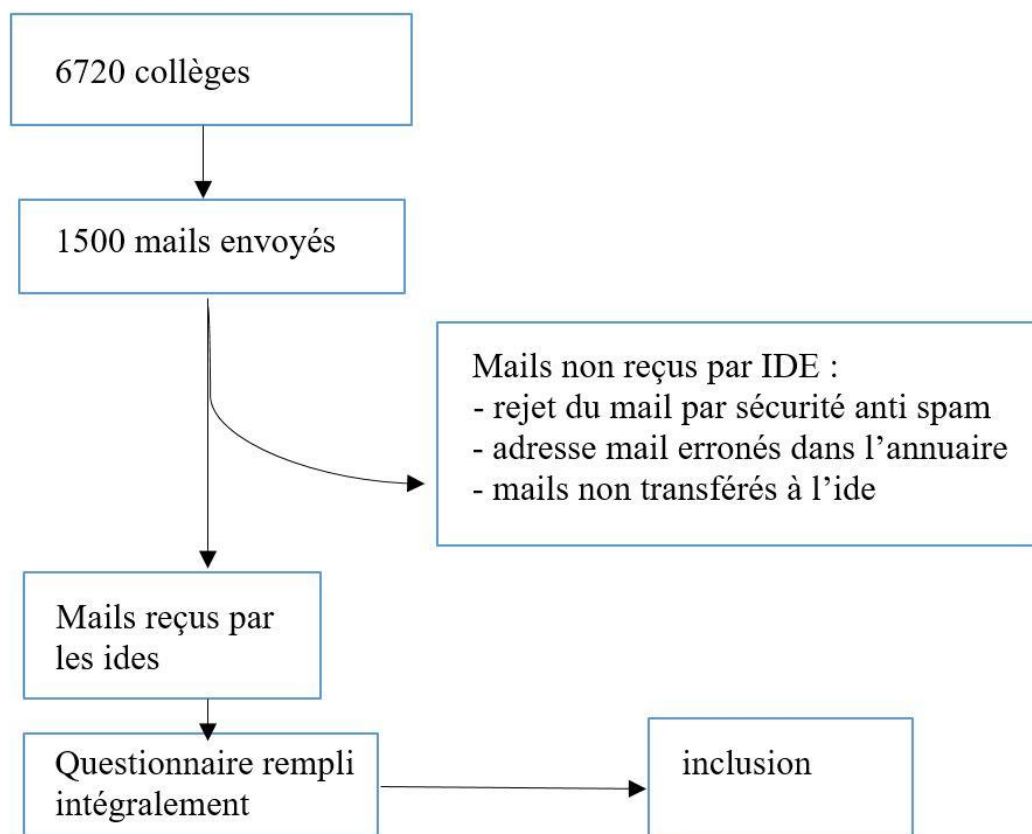 6720 collèges
1500 mails envoyés
Mails non reçus par IDE :
- rejet du mail par sécurité anti spam
- adresse mail erronés dans l'annuaire
- mails non transférés à l'ide
Mails reçus par
les ides
Questionnaire rempli
intégralement
inclusion